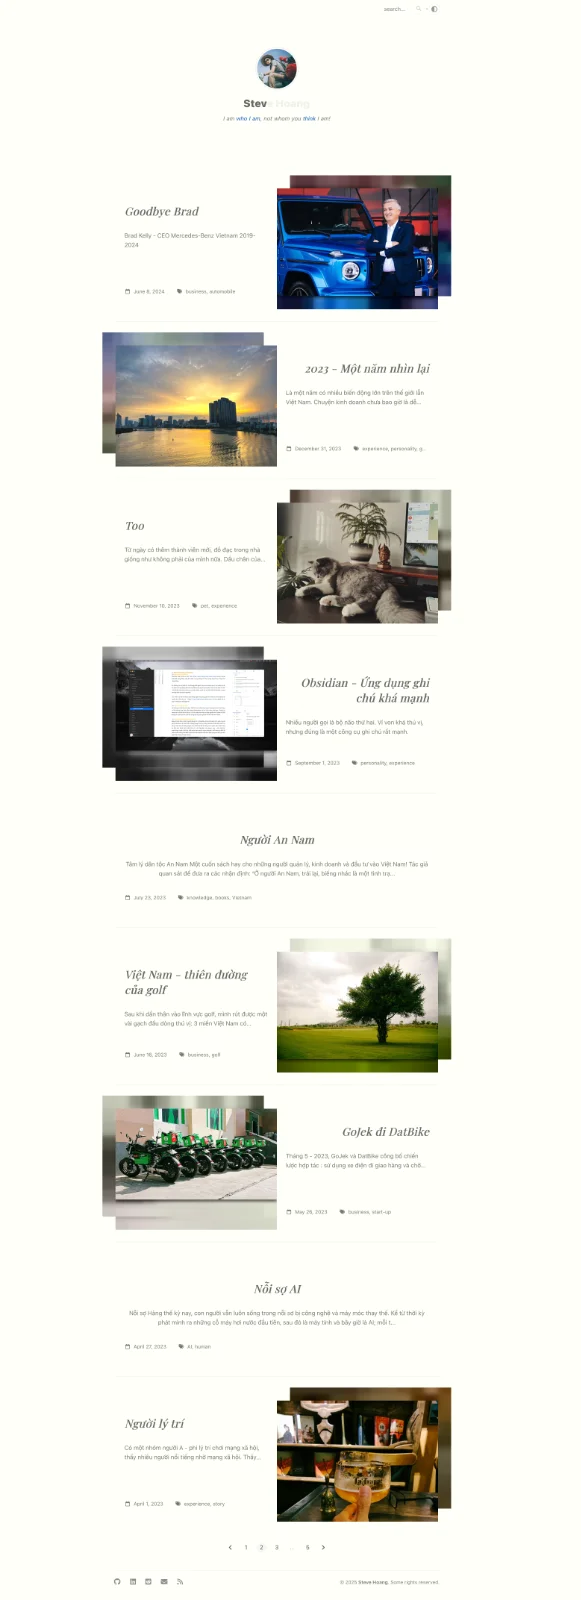 search...
Steve Hoang
I am who I am, not whom you think I am!
Goodbye Brad
Brad Kelly - CEO Mercedes-Benz Vietnam 2019-
2024
June 8, 2024 business, automobile
2023 - Một năm nhìn lại
Là một năm có nhiều biến động lớn trên thế giới lẫn
Việt Nam. Chuyện kinh doanh chưa bao giờ là dễ...
December 31, 2023 experience, personality, g...
Too
Từ ngày có thêm thành viên mới, đồ đạc trong nhà
giống như không phải của mình nữa. Dấu chân của...
November 19, 2023 pet, experience
Obsidian - Ứng dụng ghi
chú khá mạnh
Nhiều người gọi là bộ não thứ hai. Ví von khá thú vị,
nhưng đúng là một công cụ ghi chú rất mạnh.
September 1, 2023 personality, experience
Người An Nam
Tâm lý dân tộc An Nam Một cuốn sách hay cho những người quản lý, kinh doanh và đầu tư vào Việt Nam! Tác giả
quan sát để đưa ra các nhận định: "Ở người An Nam, trái lại, biếng nhác là một tình trạ...
July 23, 2023 knowledge, books, Vietnam
Việt Nam - thiên đường
của golf
Sau khi dấn thân vào lĩnh vực golf, mình rút được một
vài gạch đầu dòng thú vị: 3 miền Việt Nam có...
June 16, 2023 business, golf
GoJek đi DatBike
Tháng 5 - 2023, GoJek và DatBike công bố chiến
lược hợp tác : sử dụng xe điện đi giao hàng và chở...
May 28, 2023 business, start-up
Nỗi sợ AI
Nỗi sợ Hàng thế kỷ nay, con người vẫn luôn sống trong nỗi sợ bị công nghệ và máy móc thay thế. Kể từ thời kỳ
phát minh ra những cỗ máy hơi nước đầu tiên, sau đó là máy tính và bây giờ là AI, mỗi t...
April 27, 2023 AI, human
Người lý trí
Có một nhóm người A - phi lý trí chơi mạng xã hội,
thấy nhiều người nổi tiếng nhờ mạng xã hội. Thấy...
April 1, 2023 experience, story
1 2 3 ... 5
© 2025 Steve Hoang. Some rights reserved.